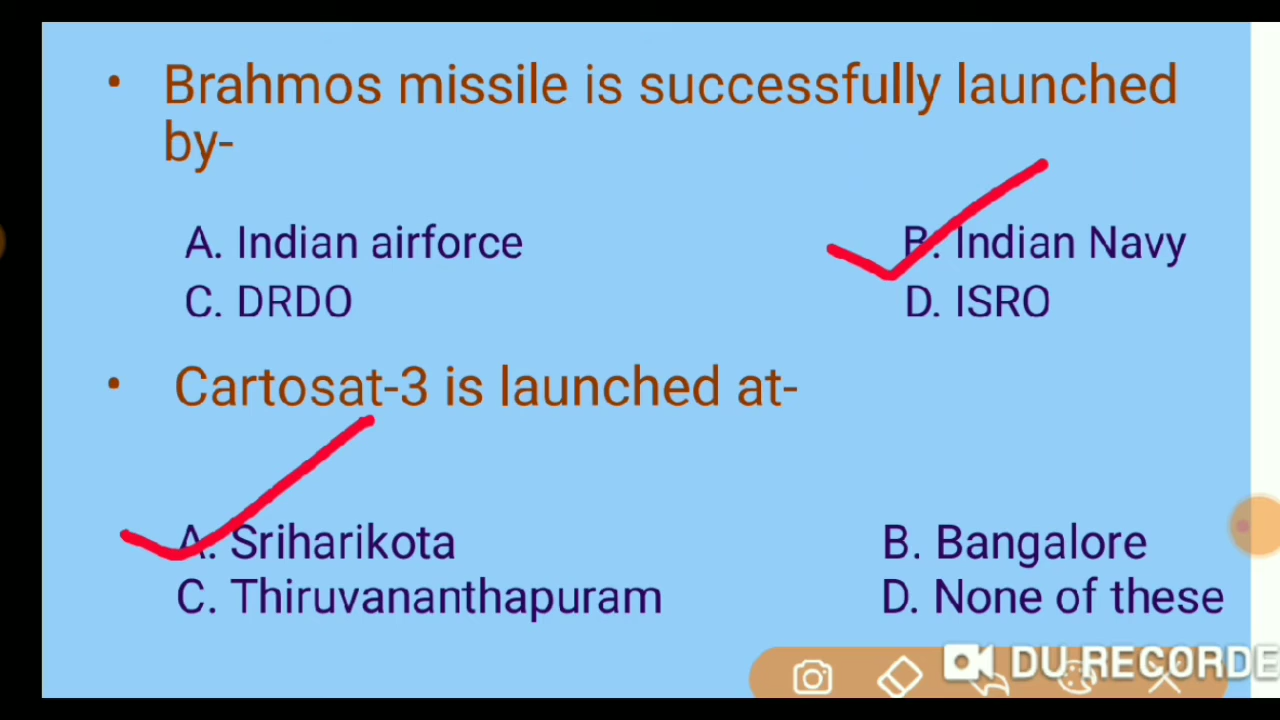 • Brahmos missile is successfully launched
by-
A. Indian airforce B. Indian Navy
C. DRDO D. ISRO
• Cartosat-3 is launched at-
A. Sriharikota B. Bangalore
C. Thiruvananthapuram D. None of these
DU RECORDE